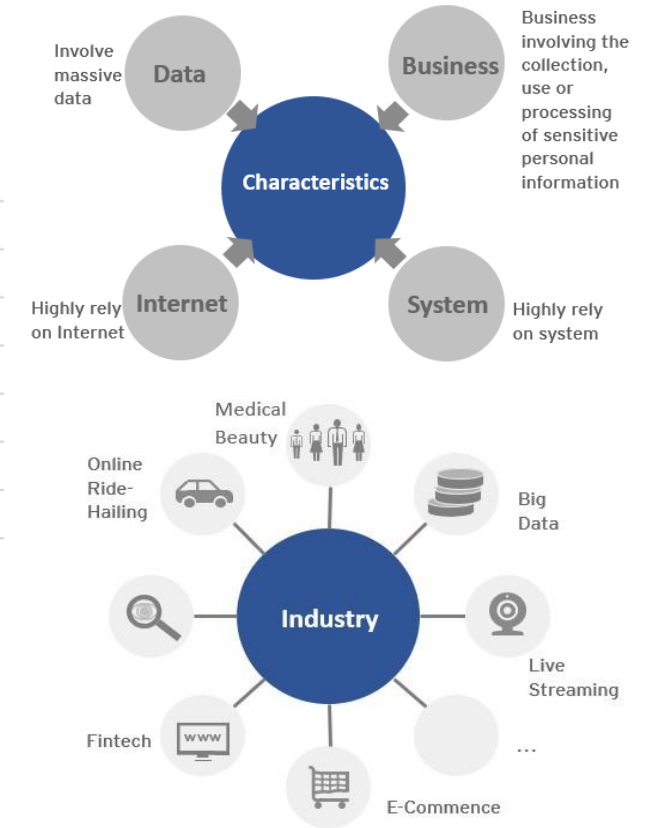 Involve
massive
data
Data
Business
Business
involving the
collection,
use or
processing
of sensitive
personal
information
Characteristics
Highly rely
on Internet
Internet
System
Highly rely
on system
Medical
Beauty
Online
Ride-
Hailing
Big
Data
Industry
Live
Streaming
Fintech
www
...
E-Commerce